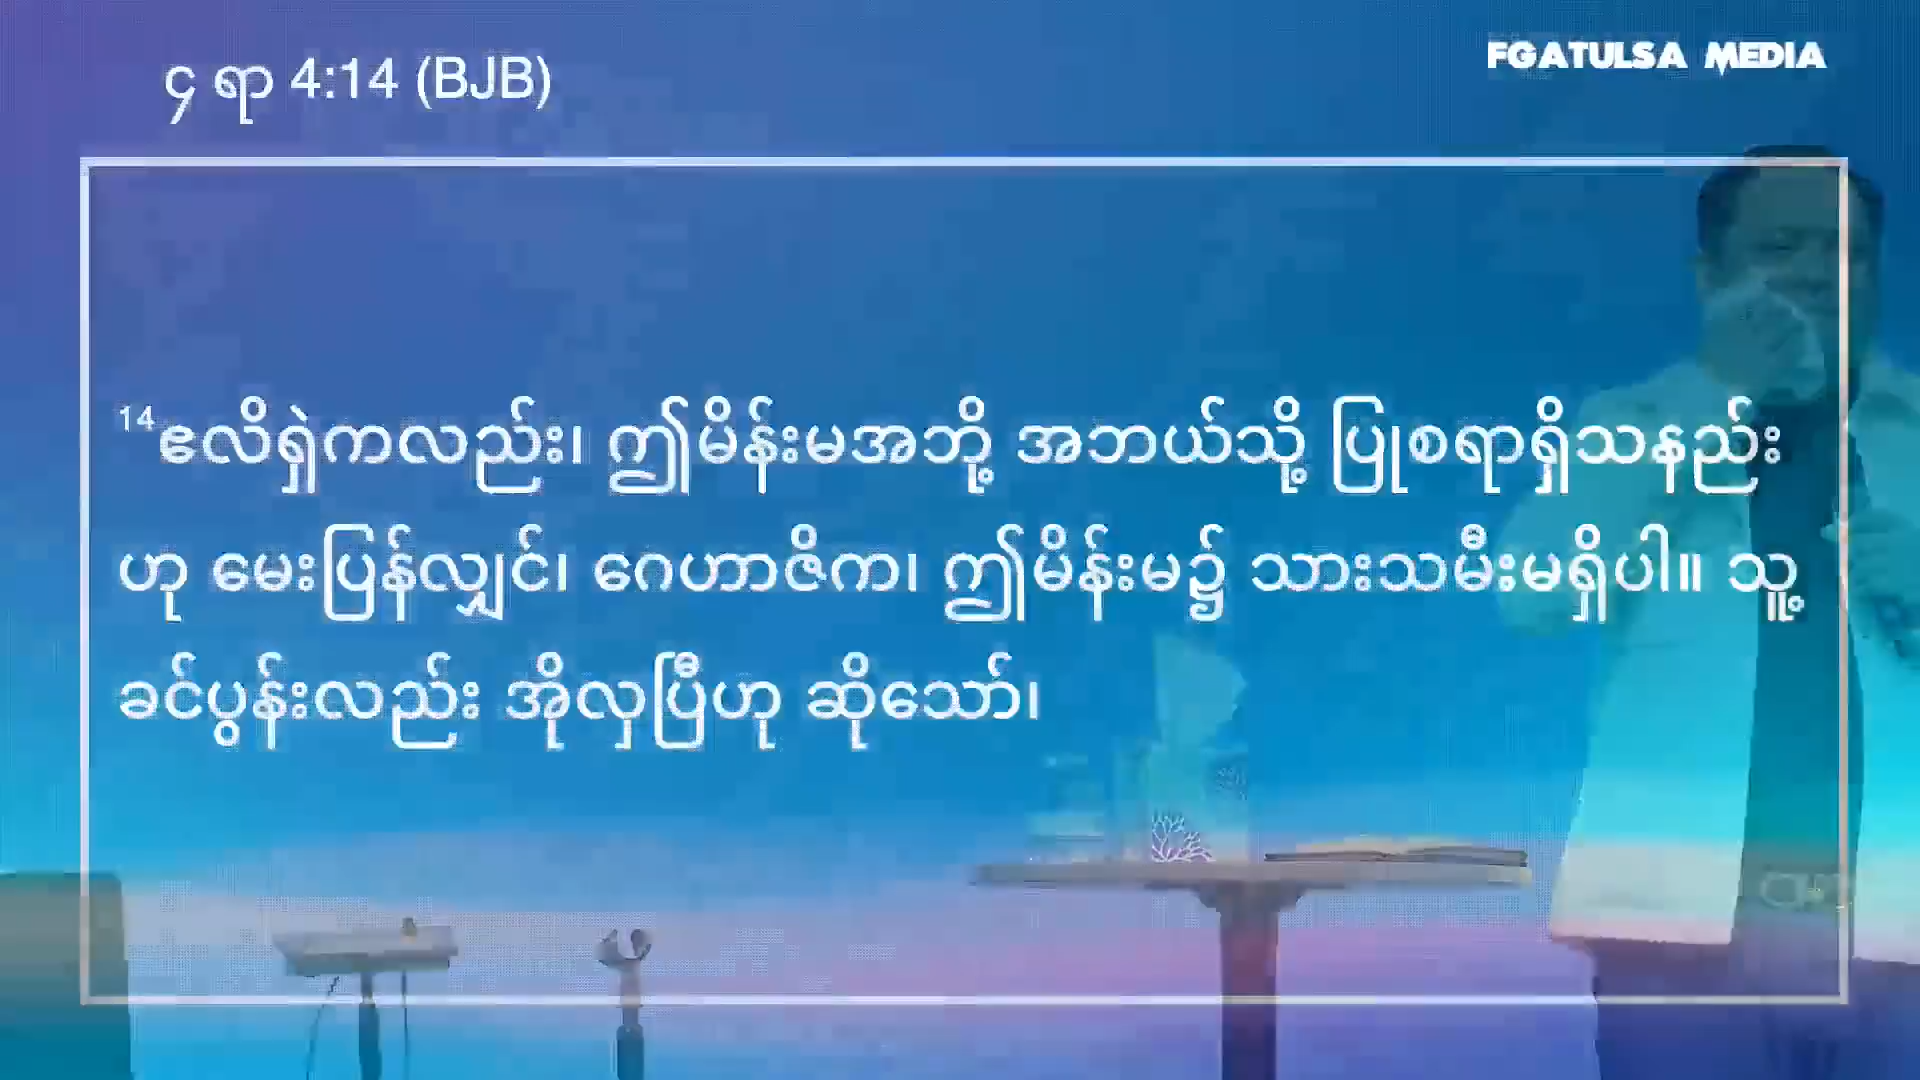 ၄ ရာ 4:14 (BJB)
FGATULSA MEDIA
14ဧလိရှဲကလည်း၊ ဤမိန်းမအဘို့ အဘယ်သို့ ပြုစရာရှိသနည်း
ဟု မေးပြန်လျှင်၊ ဂေဟာဇိက၊ ဤမိန်းမ၌ သားသမီးမရှိပါ။ သူ့
ခင်ပွန်းလည်း အိုလှပြီဟု ဆိုသော်၊